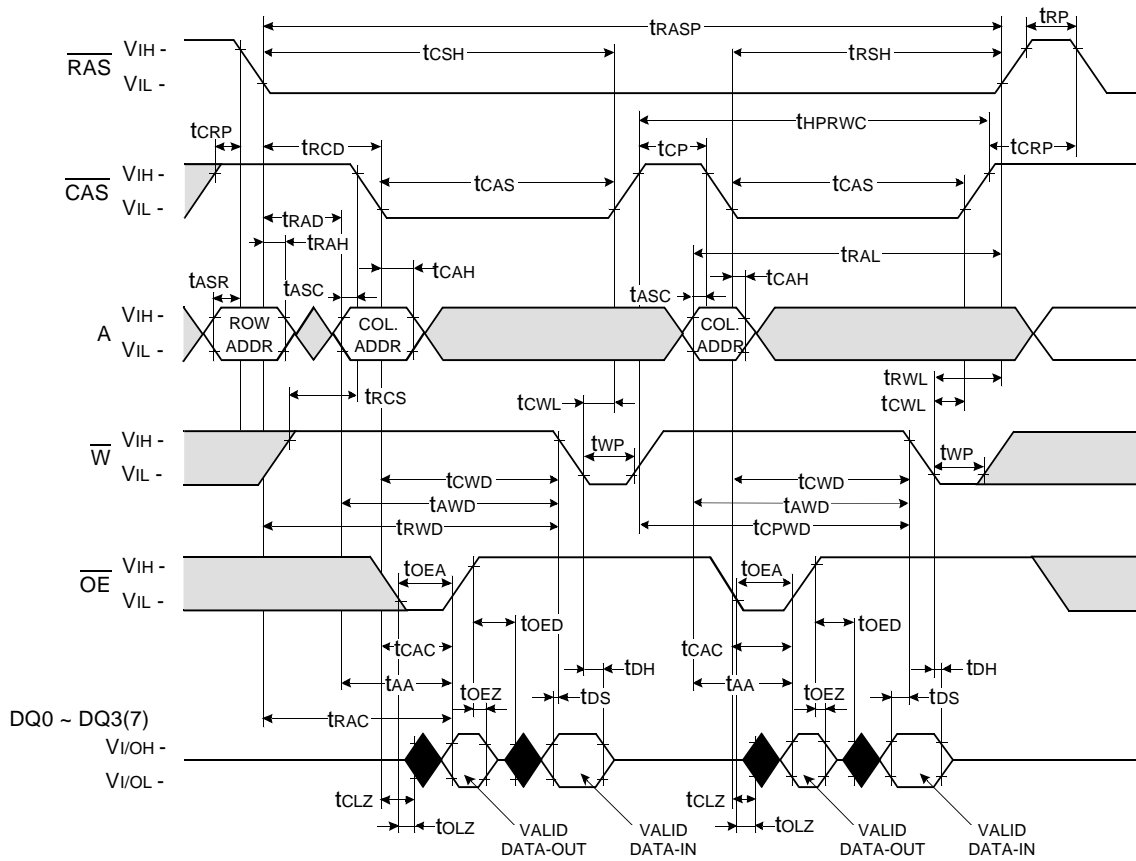 tRASP
tRP
RAS
VIH -
VIL -
tCSH
tRSH
tHPRWC
tCRP
tRCD
tCP
tCRP
CAS
VIH -
VIL -
tCAS
tCAS
tRAD
tRAH
tRAL
tASR
tASC
tCAH
tASC
tCAH
A
VIH -
VIL -
ROW
ADDR
COL.
ADDR
COL.
ADDR
tRCS
tCWL
tRWL
tCWL
W
VIH -
VIL -
tWP
tWP
tCWD
tCWD
tAWD
tAWD
tRWD
tCPWD
OE
VIH -
VIL -
tOEA
tOEA
tOED
tOED
tCAC
tCAC
tDH
tDH
tAA
tAA
tOEZ
tDS
tOEZ
tDS
tRAC
DQ0 ~ DQ3(7)
VI/OH -
VI/OL -
tCLZ
tCLZ
tOLZ
tOLZ
VALID
DATA-OUT
VALID
DATA-IN
VALID
DATA-OUT
VALID
DATA-IN